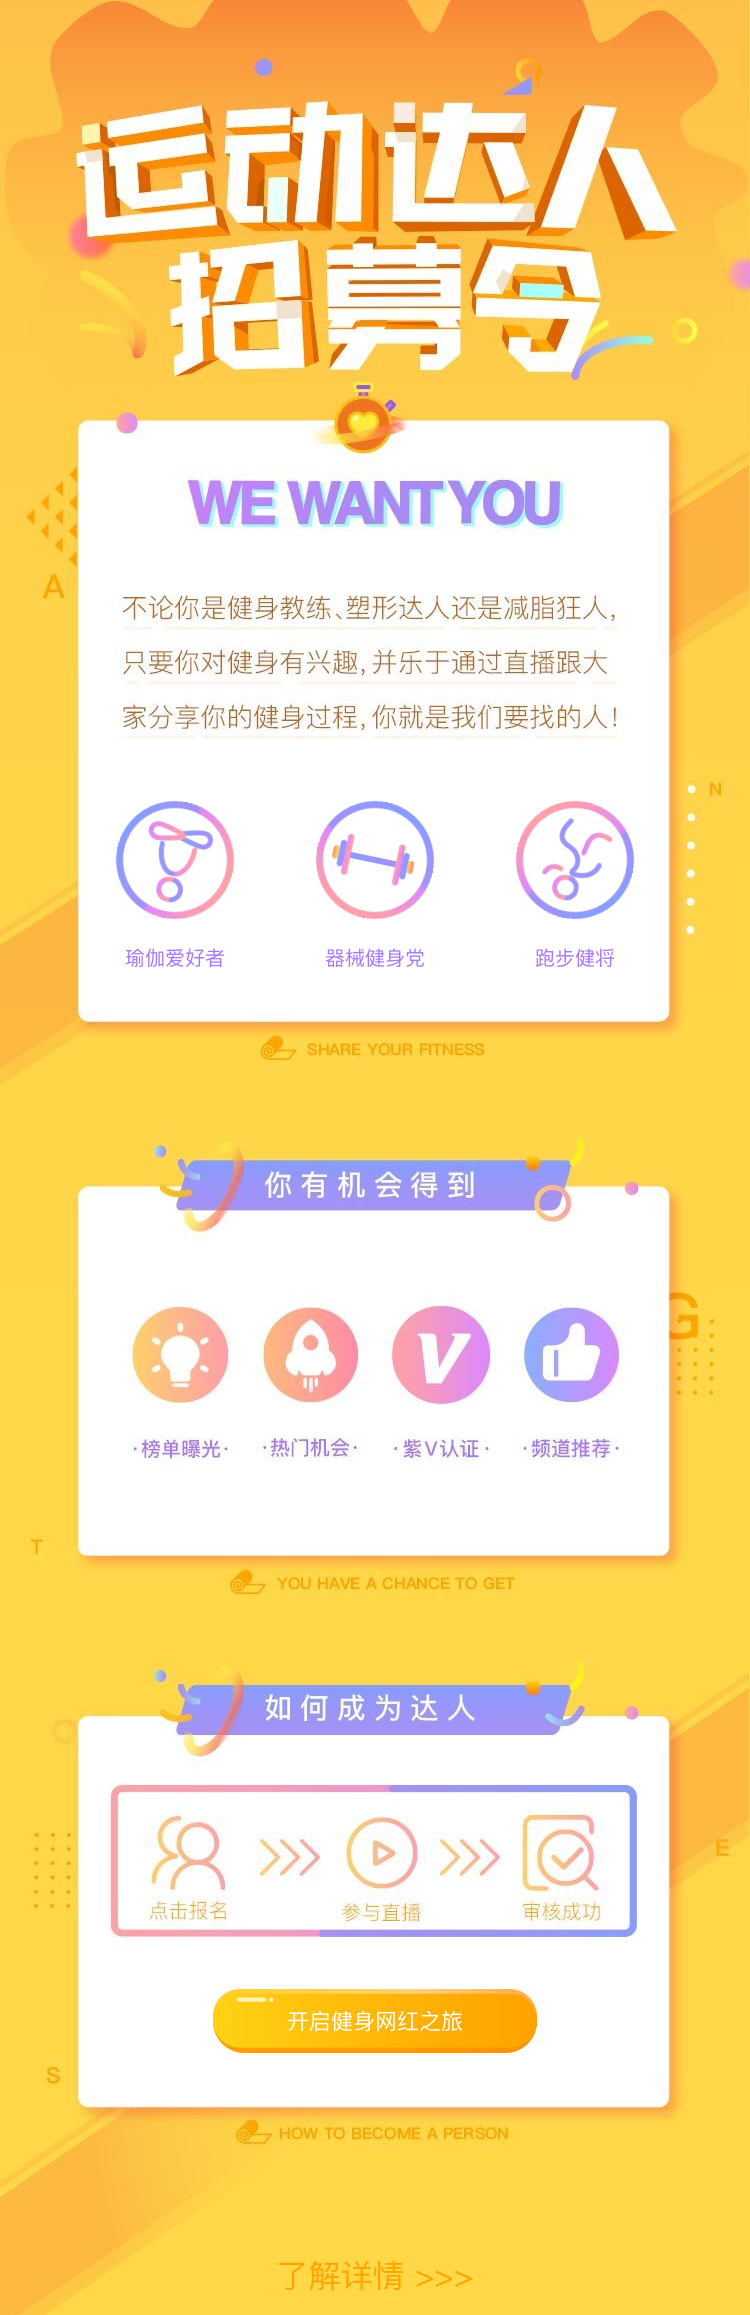 运动达人
招募令
WE WANT YOU
不论你是健身教练、塑形达人还是减脂狂人,
A
只要你对健身有兴趣,并乐于通过直播跟大
家分享你的健身过程,你就是我们要找的人!
N
瑜伽爱好者 器械健身党 跑步健将
SHARE YOUR FITNESS
你有机会得到
G
V
·榜单曝光· ·热门机会· ·紫V认证· ·频道推荐·
T
YOU HAVE A CHANCE TO GET
如何成为达人
E
点击报名 >>> 参与直播 >>> 审核成功
开启健身网红之旅
S
HOW TO BECOME A PERSON
了解详情 >>>